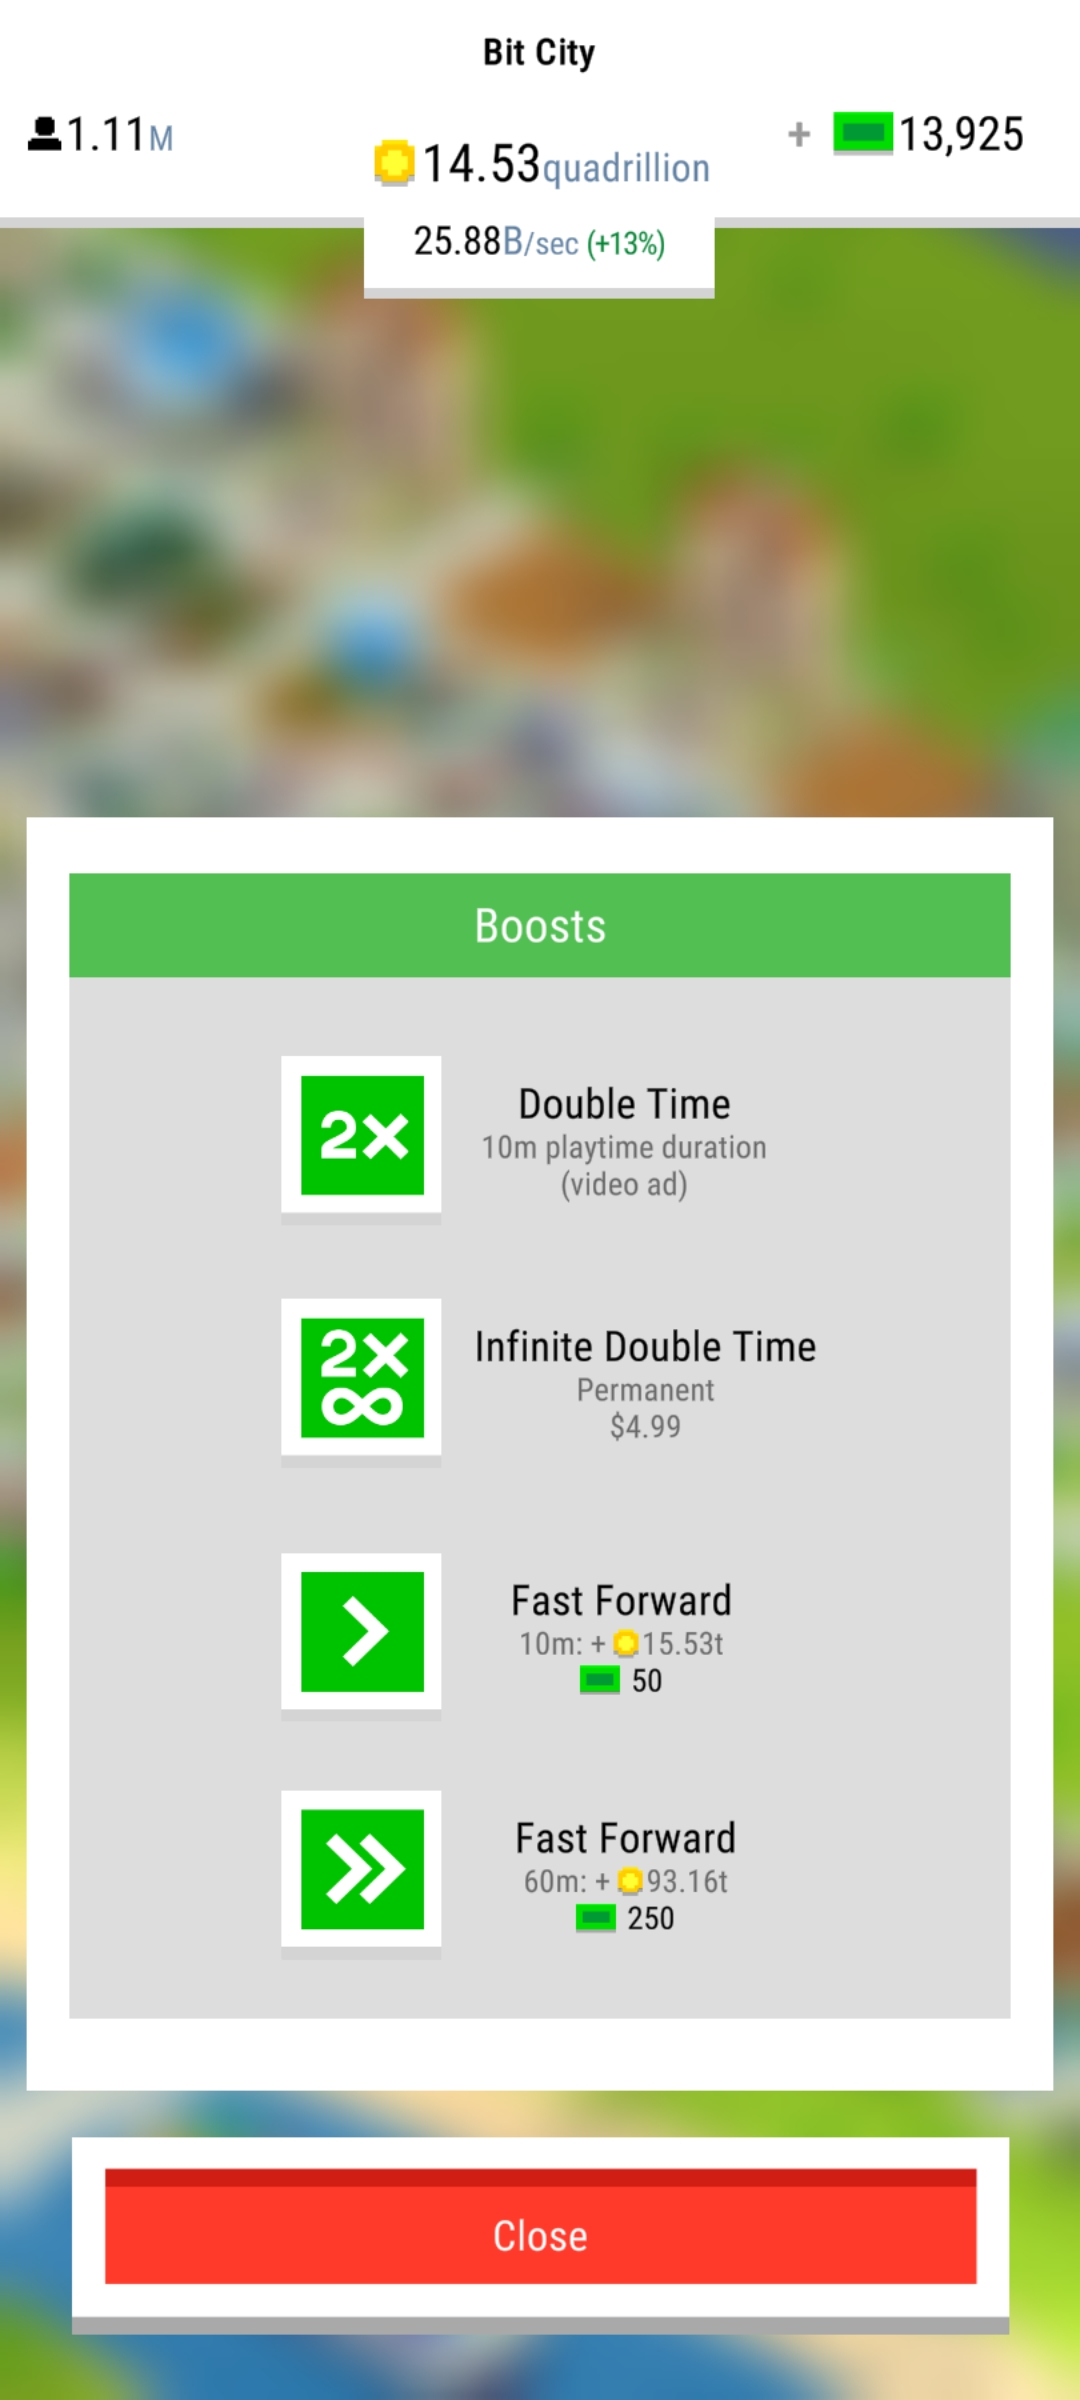 Bit City
1.11M
14.53quadrillion
+ 13,925
25.88B/sec (+13%)
Boosts
2×
Double Time
10m playtime duration
(video ad)
2×
∞
Infinite Double Time
Permanent
$4.99
Fast Forward
10m: + 15.53t
50
Fast Forward
60m: + 93.16t
250
Close